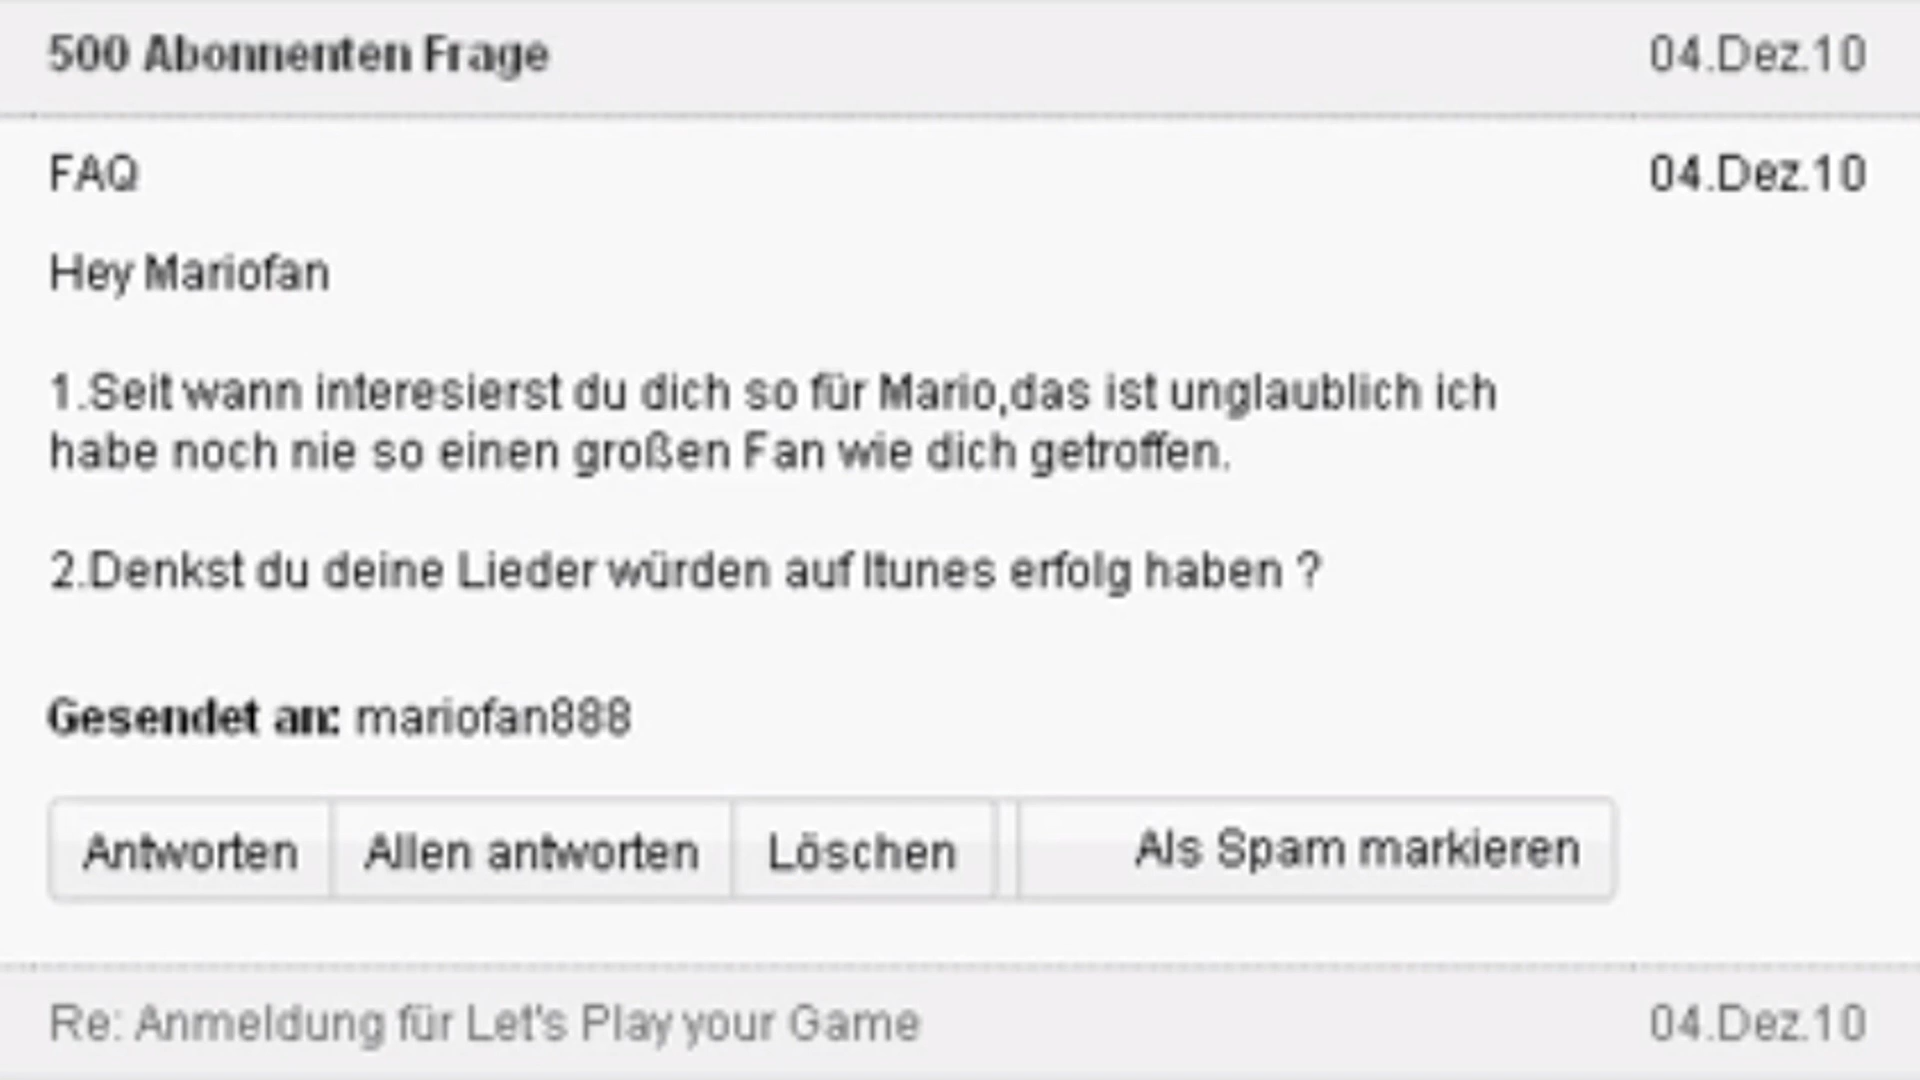 500 Abonnenten Frage 04.Dez.10
FAQ 04.Dez.10
Hey Mariofan
1.Seit wann interesierst du dich so für Mario,das ist unglaublich ich
habe noch nie so einen großen Fan wie dich getroffen.
2.Denkst du deine Lieder würden auf Itunes erfolg haben ?
Gesendet an: mariofan888
Antworten Allen antworten Löschen Als Spam markieren
Re: Anmeldung für Let's Play your Game 04.Dez.10